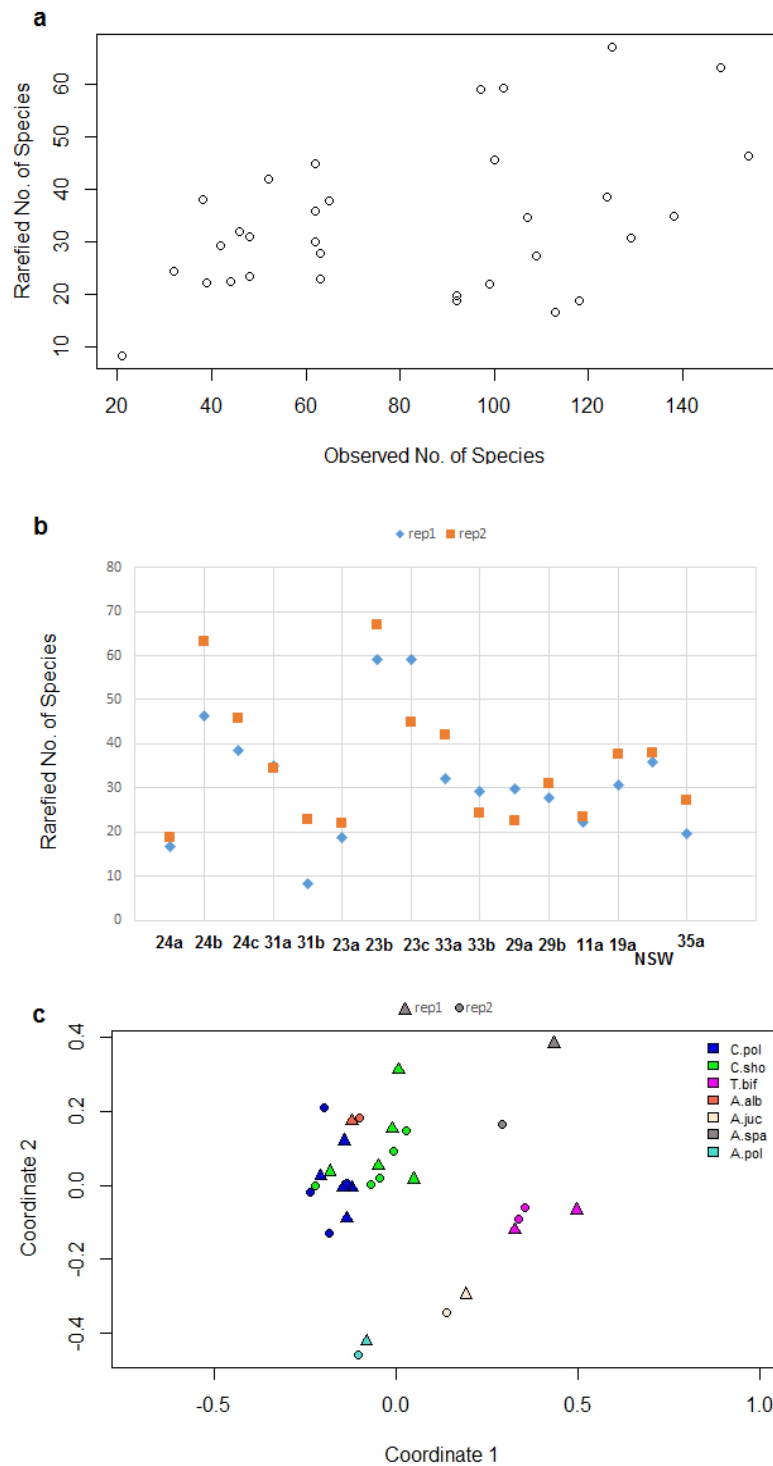 a
Rarefied No. of Species
60
50
40
30
20
10
20 40 60 80 100 120 140
Observed No. of Species
b
rep1 rep2
Rarefied No. of Species
80
70
60
50
40
30
20
10
0
24a 24b 24c 31a 31b 23a 23b 23c 33a 33b 29a 29b 11a 19a NSW 35a
c
rep1 rep2
Coordinate 2
0.4
0.2
0.0
-0.2
-0.4
C.pol
C.sho
T.bif
A.alb
A.juc
A.spa
A.pol
-0.5 0.0 0.5 1.0
Coordinate 1